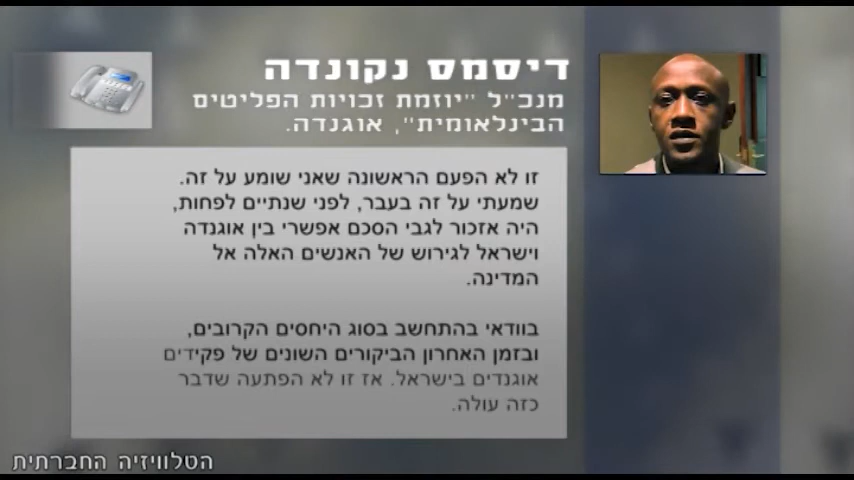 דיסמס נקונדה
מנכ"ל "יוזמת זכויות הפליטים
הבינלאומית", אוגנדה.
זו לא הפעם הראשונה שאני שומע על זה.
שמעתי על זה בעבר, לפני שנתיים לפחות,
היה אזכור לגבי הסכם אפשרי בין אוגנדה
וישראל לגירוש של האנשים האלה אל
המדינה.
בוודאי בהתחשב בסוג היחסים הקרובים,
ובזמן האחרון הביקורים השונים של פקידים
אוגנדים בישראל. אז זו לא הפתעה שדבר
כזה עולה.
הטלוויזיה החברתית